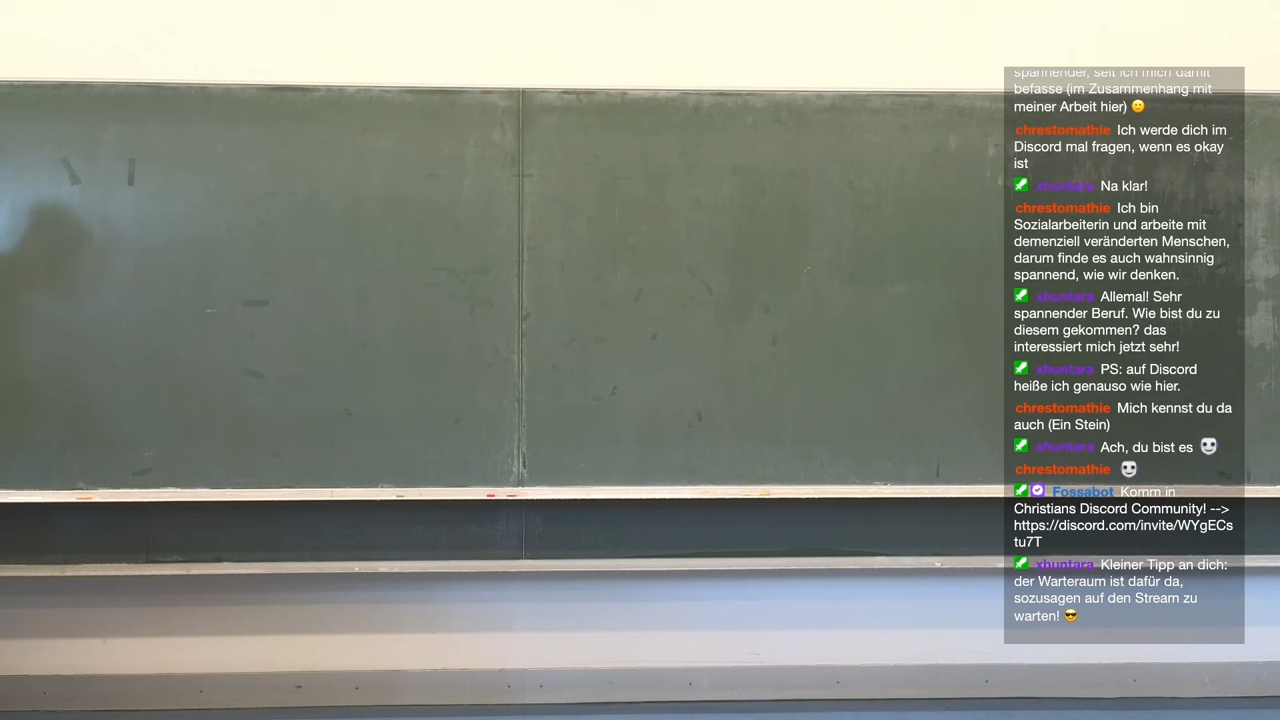 spannender, seit ich mich damit
befasse (im Zusammenhang mit
meiner Arbeit hier) 🙂
chrestomathie Ich werde dich im
Discord mal fragen, wenn es okay
ist
xhuntara Na klar!
chrestomathie Ich bin
Sozialarbeiterin und arbeite mit
demenziell veränderten Menschen,
darum finde es auch wahnsinnig
spannend, wie wir denken.
xhuntara Allemal! Sehr
spannender Beruf. Wie bist du zu
diesem gekommen? das
interessiert mich jetzt sehr!
xhuntara PS: auf Discord
heiße ich genauso wie hier.
chrestomathie Mich kennst du da
auch (Ein Stein)
xhuntara Ach, du bist es
chrestomathie
Fossabot Komm in
Christians Discord Community! -->
https://discord.com/invite/WYgECs
tu7T
xhuntara Kleiner Tipp an dich:
der Warteraum ist dafür da,
sozusagen auf den Stream zu
warten! 😎